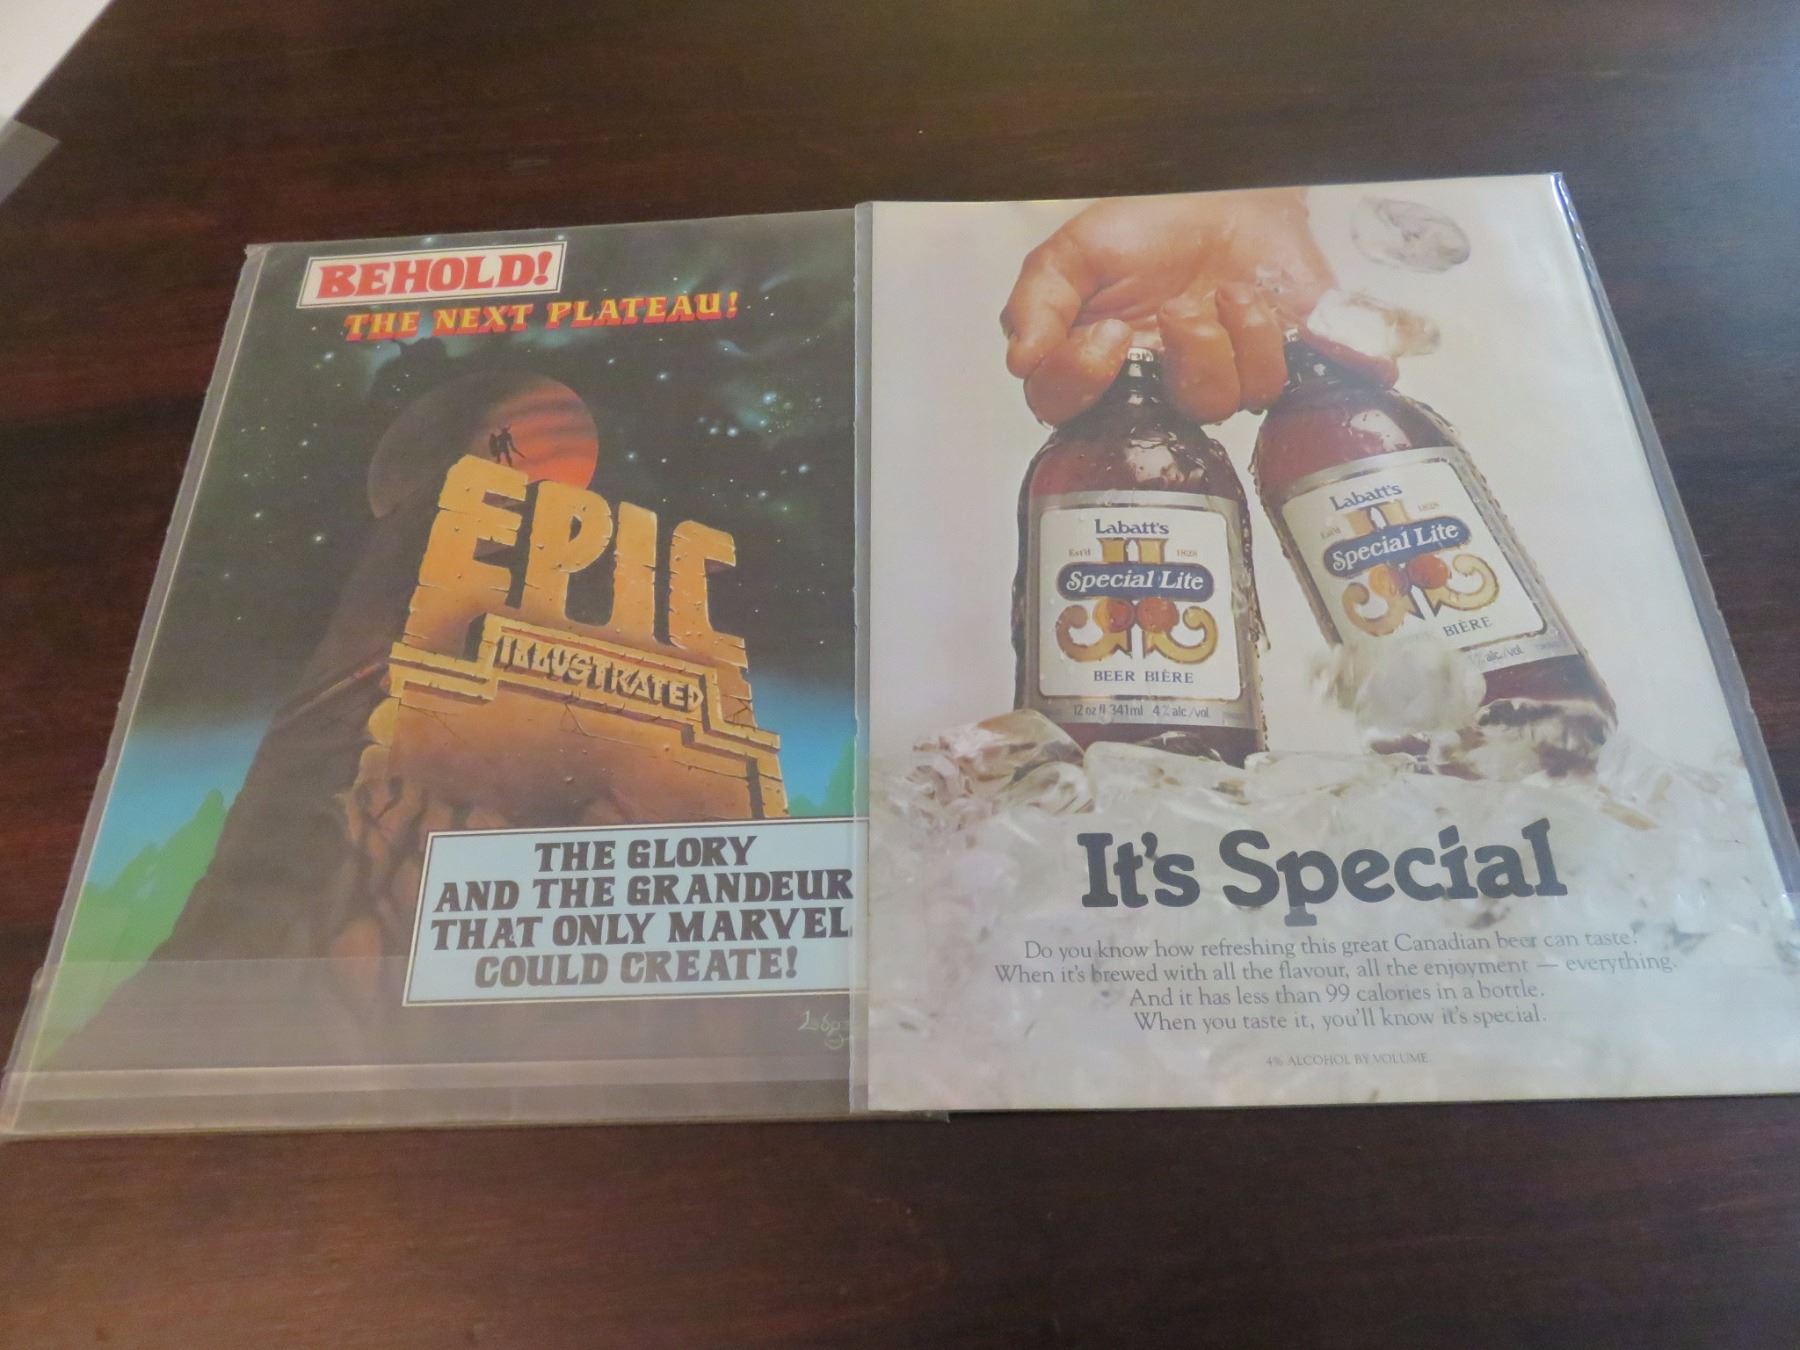 BEHOLD!
THE NEXT PLATEAU!
EPIC
ILLUSTRATED
THE GLORY
AND THE GRANDEUR
THAT ONLY MARVEL
COULD CREATE!
Labatt's
Est'd 1828
Special Lite
BEER BIÈRE
12 oz fl 341ml 4% alc/vol
Labatt's
Est'd 1828
Special Lite
BIÈRE
alc/vol
It's Special
Do you know how refreshing this great Canadian beer can taste?
When it's brewed with all the flavour, all the enjoyment — everything.
And it has less than 99 calories in a bottle.
When you taste it, you'll know it's special.
4% ALCOHOL BY VOLUME.